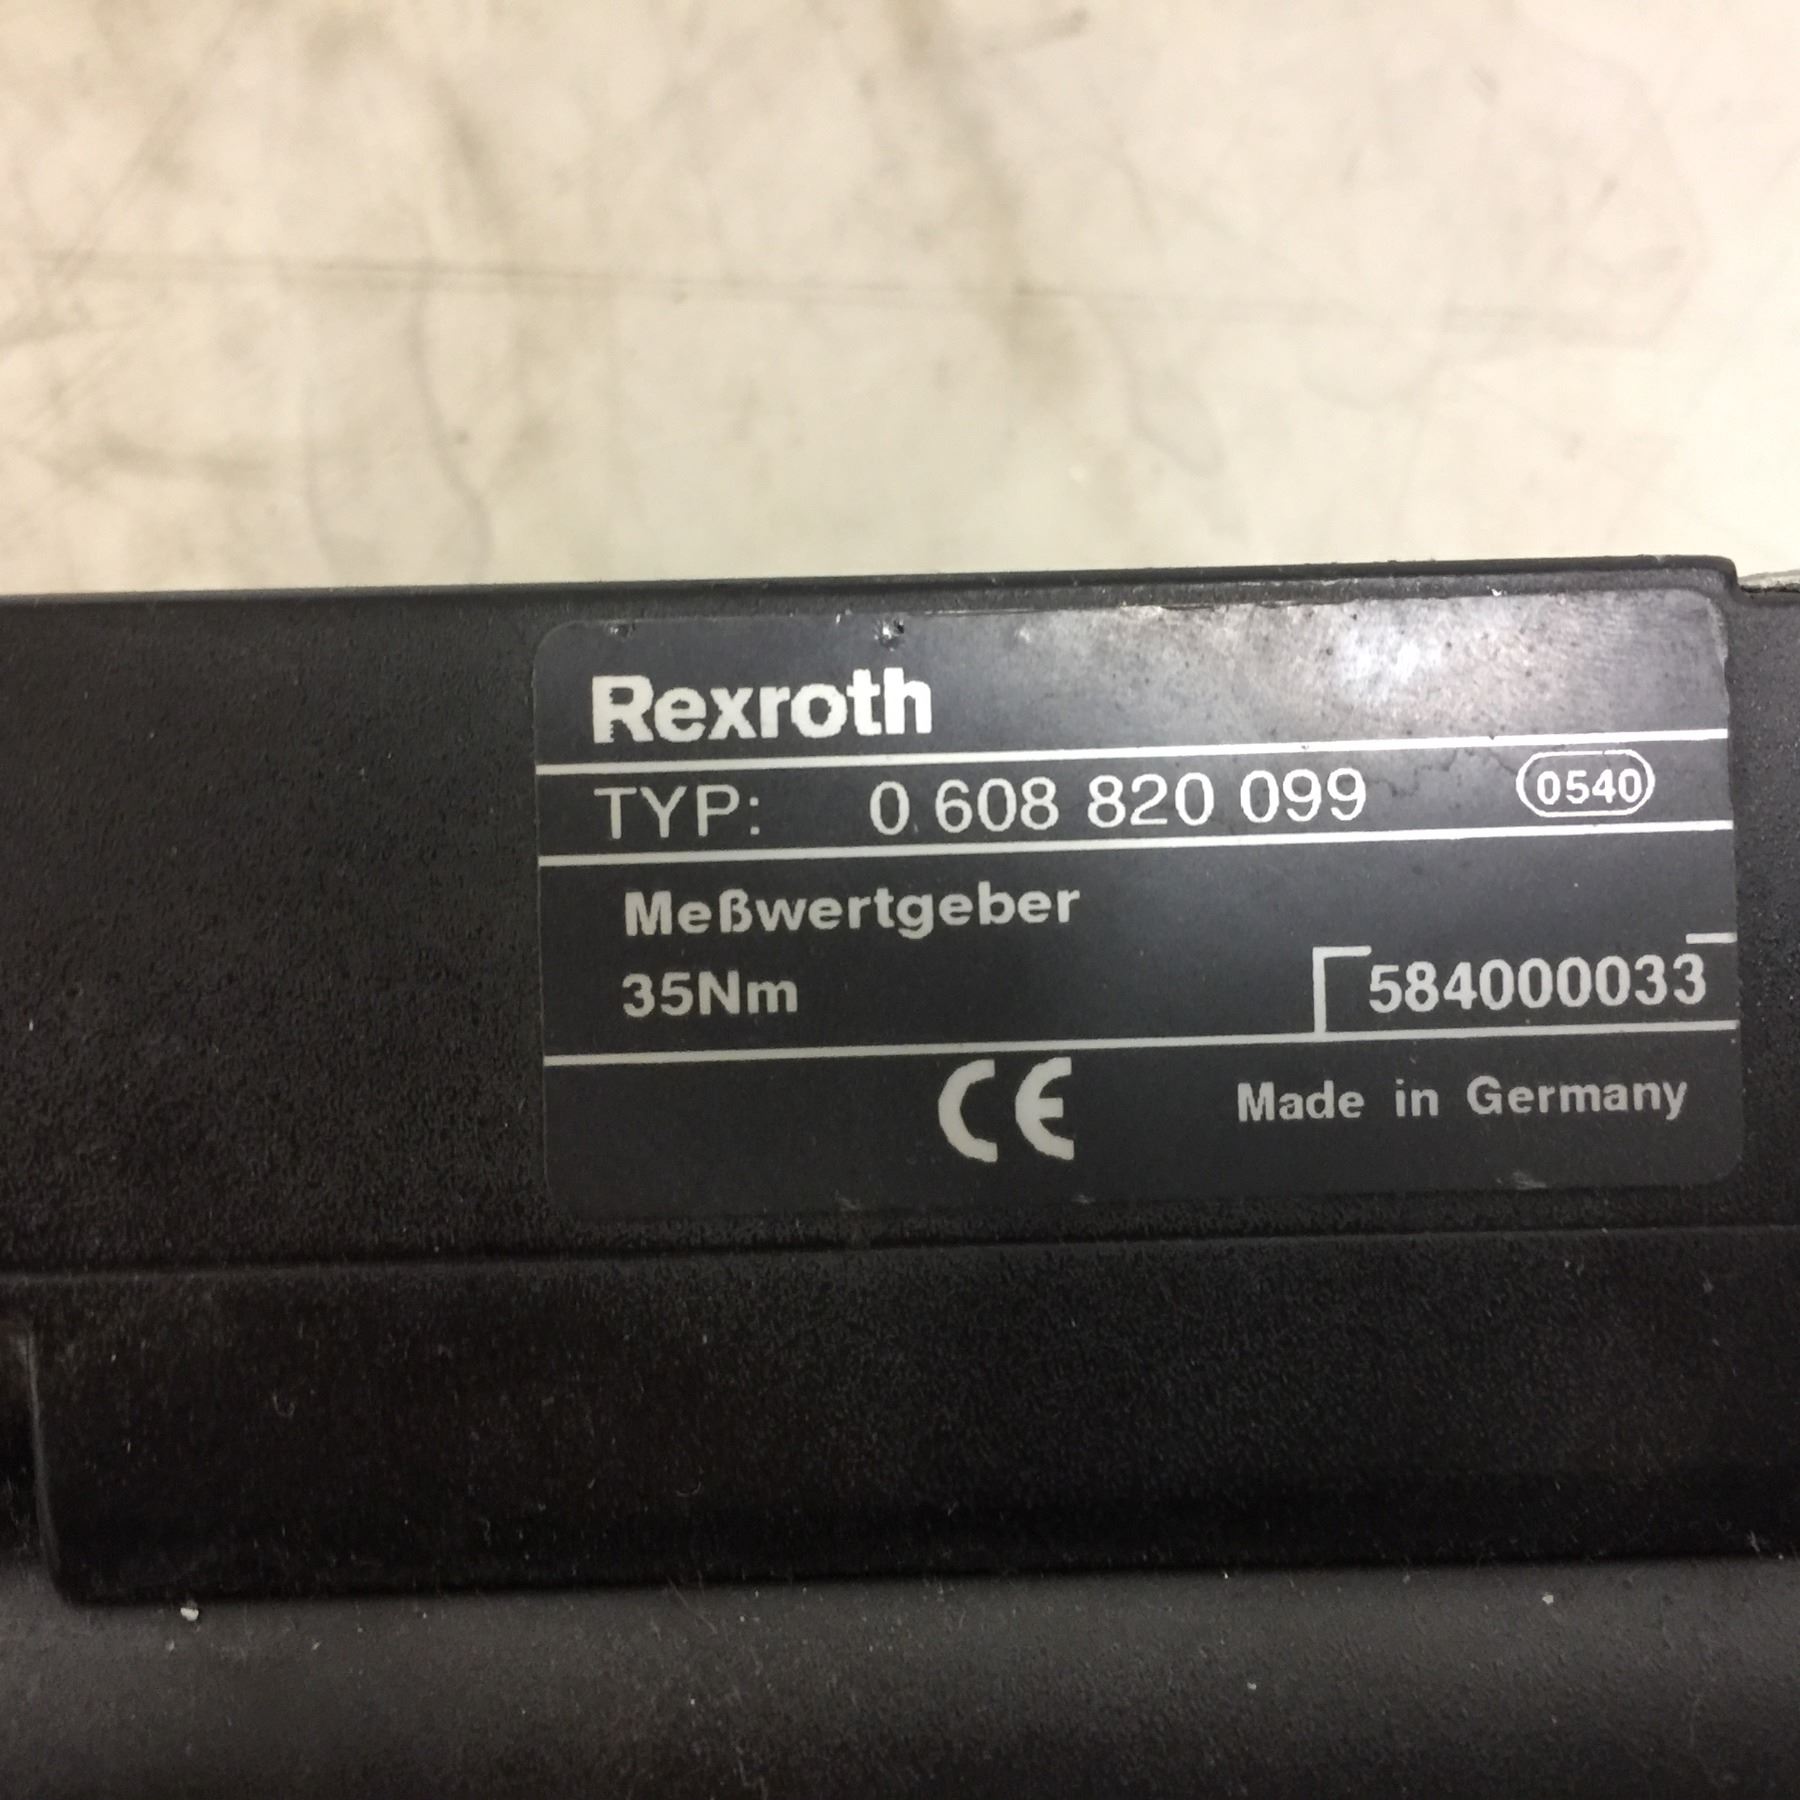 Rexroth
TYP: 0 608 820 099 0540
Meßwertgeber
35Nm 584000033
CE Made in Germany